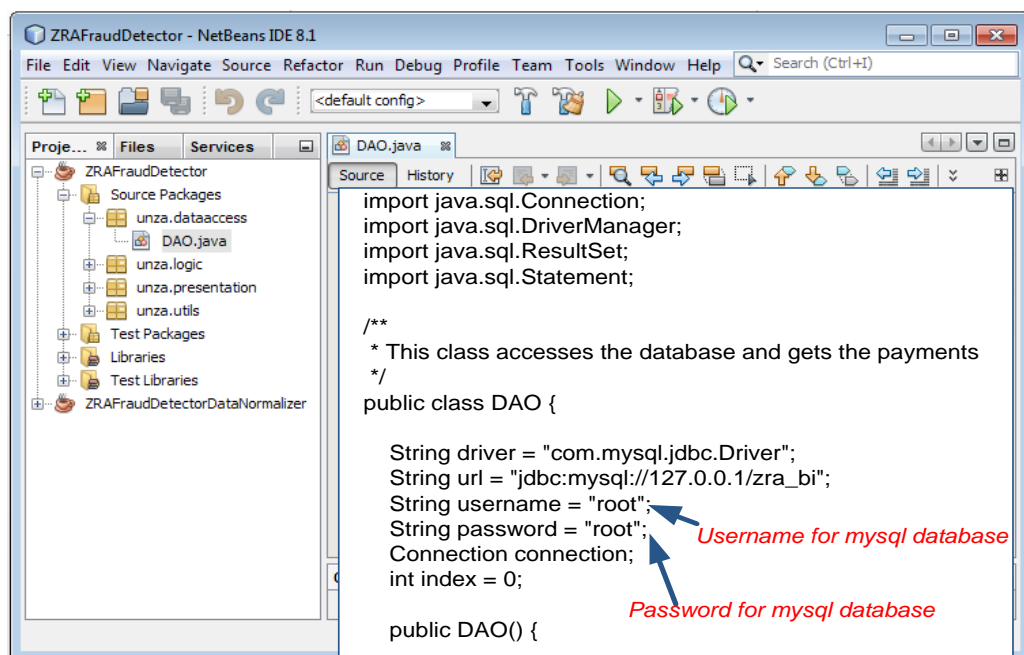 ZRAFraudDetector - NetBeans IDE 8.1
File Edit View Navigate Source Refactor Run Debug Profile Team Tools Window Help Search (Ctrl+I)
<default config>
Proje... Files Services
DAO.java
ZRAFraudDetector
Source Packages
unza.dataaccess
DAO.java
unza.logic
unza.presentation
unza.utils
Test Packages
Libraries
Test Libraries
ZRAFraudDetectorDataNormalizer
Source History
import java.sql.Connection;
import java.sql.DriverManager;
import java.sql.ResultSet;
import java.sql.Statement;
/**
* This class accesses the database and gets the payments
*/
public class DAO {
String driver = "com.mysql.jdbc.Driver";
String url = "jdbc:mysql://127.0.0.1/zra_bi";
String username = "root";
String password = "root";
Username for mysql database
Connection connection;
int index = 0;
Password for mysql database
public DAO() {